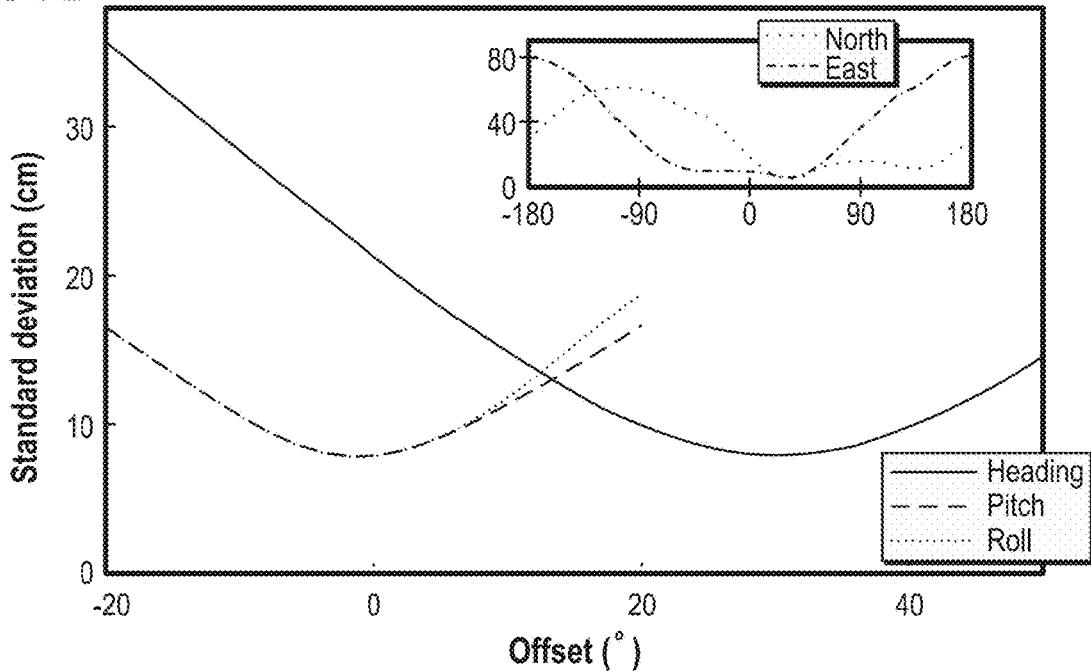 North
East
80
40
0
-180 -90 0 90 180
30
20
10
0
Standard deviation (cm)
Heading
Pitch
Roll
-20 0 20 40
Offset (°)